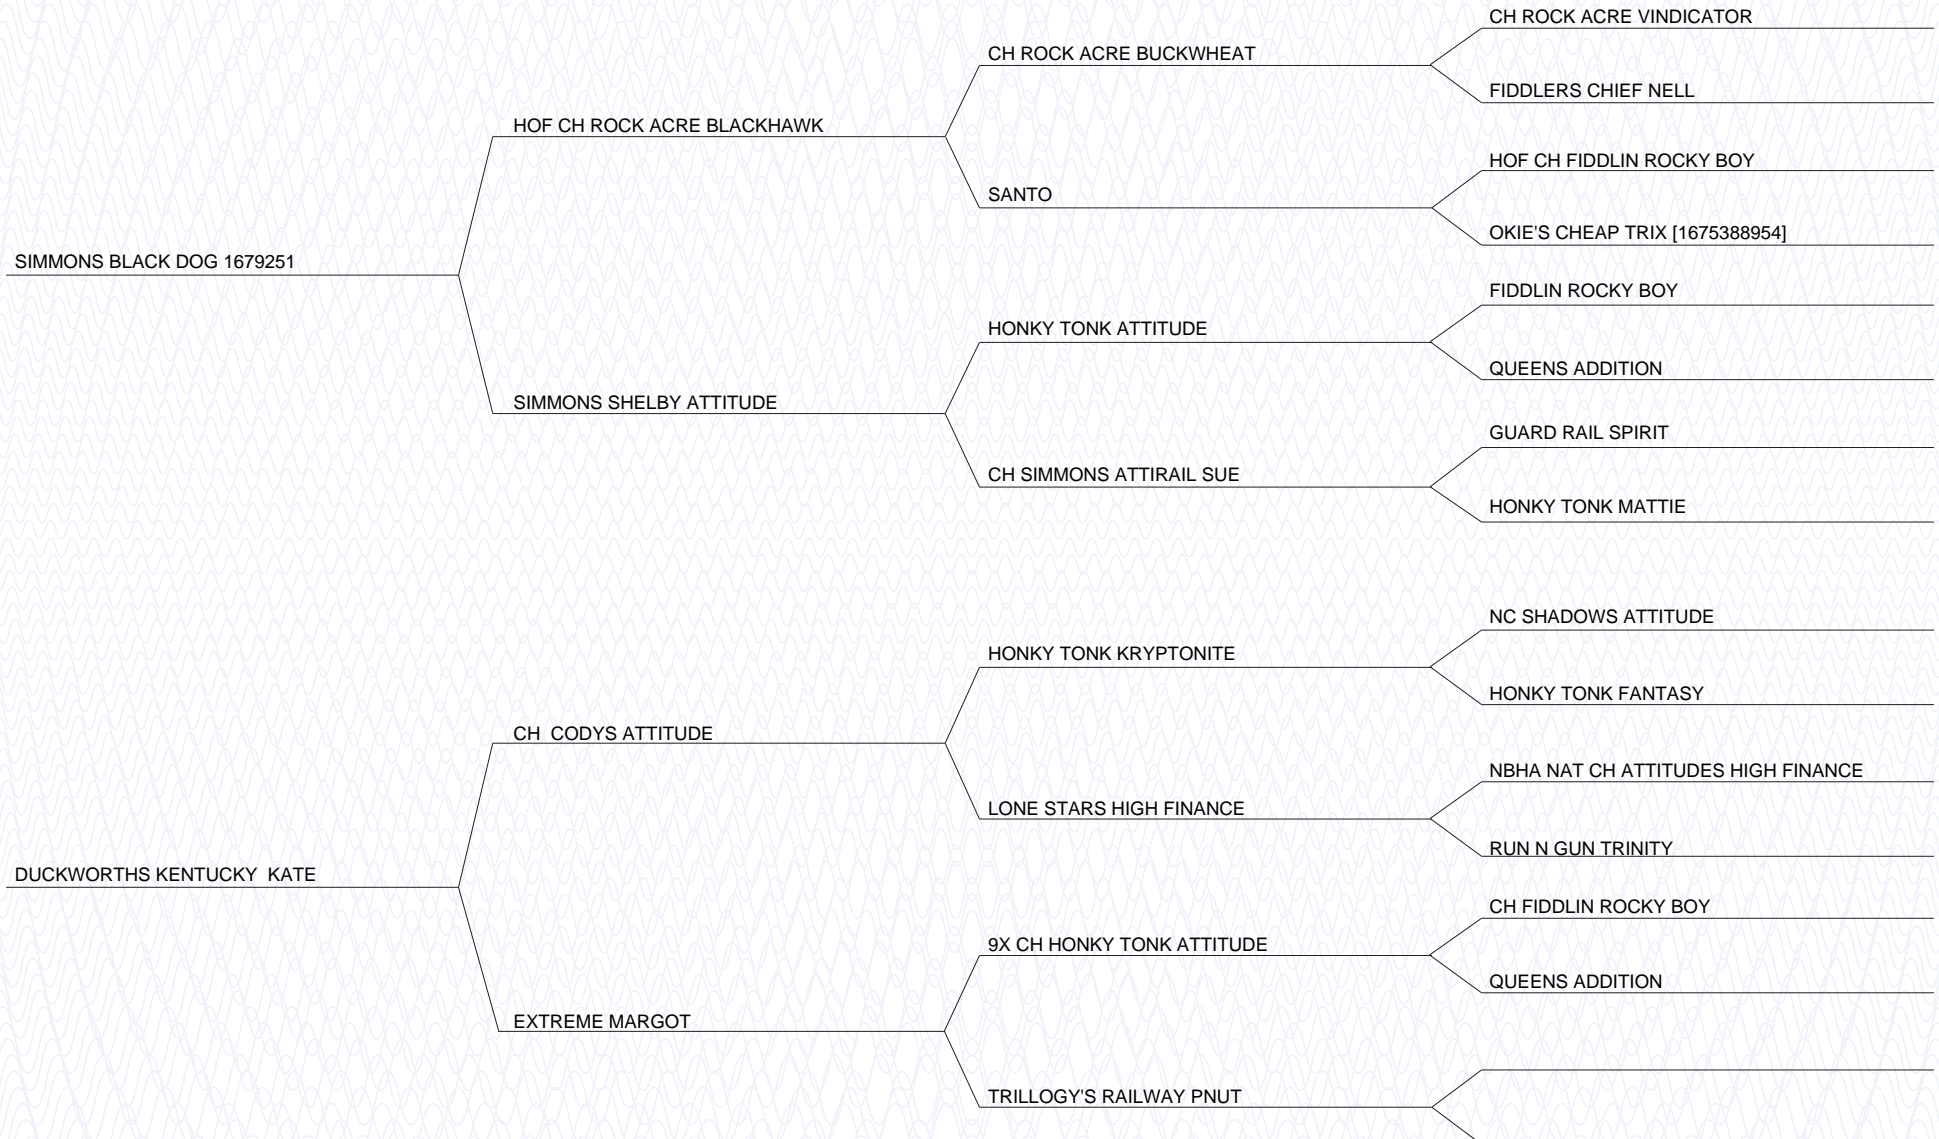 CH ROCK ACRE VINDICATOR
CH ROCK ACRE BUCKWHEAT
FIDDLERS CHIEF NELL
HOF CH ROCK ACRE BLACKHAWK
HOF CH FIDDLIN ROCKY BOY
SANTO
OKIE'S CHEAP TRIX [1675388954]
SIMMONS BLACK DOG 1679251
FIDDLIN ROCKY BOY
HONKY TONK ATTITUDE
QUEENS ADDITION
SIMMONS SHELBY ATTITUDE
GUARD RAIL SPIRIT
CH SIMMONS ATTIRAIL SUE
HONKY TONK MATTIE
NC SHADOWS ATTITUDE
HONKY TONK KRYPTONITE
HONKY TONK FANTASY
CH  CODYS ATTITUDE
NBHA NAT CH ATTITUDES HIGH FINANCE
LONE STARS HIGH FINANCE
RUN N GUN TRINITY
DUCKWORTHS KENTUCKY  KATE
CH FIDDLIN ROCKY BOY
9X CH HONKY TONK ATTITUDE
QUEENS ADDITION
EXTREME MARGOT
TRILLOGY'S RAILWAY PNUT